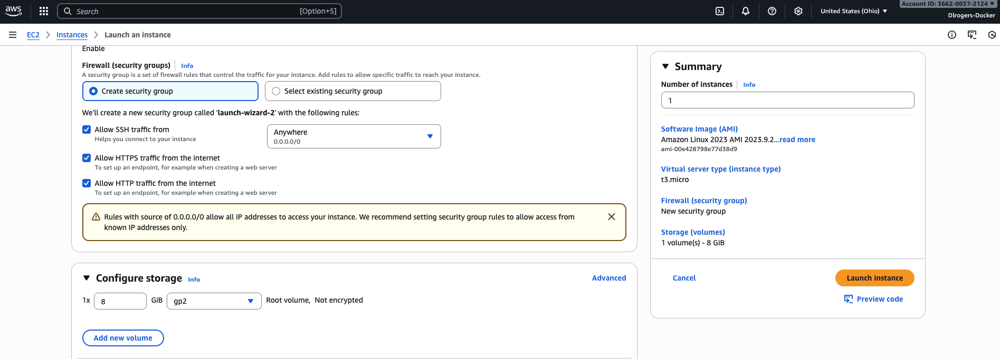 aws
Search [Option+S]
United States (Ohio)
Account ID: 3662-0037-2124
Dlrogers-Docker
EC2 Instances Launch an instance
Enable
Firewall (security groups) Info
A security group is a set of firewall rules that control the traffic for your instance. Add rules to allow specific traffic to reach your instance.
Create security group
Select existing security group
We'll create a new security group called 'launch-wizard-2' with the following rules:
Allow SSH traffic from
Helps you connect to your instance
Anywhere
0.0.0.0/0
Allow HTTPS traffic from the internet
To set up an endpoint, for example when creating a web server
Allow HTTP traffic from the internet
To set up an endpoint, for example when creating a web server
Rules with source of 0.0.0.0/0 allow all IP addresses to access your instance. We recommend setting security group rules to allow access from
known IP addresses only.
Configure storage Info
Advanced
1x 8 GiB gp2 Root volume, Not encrypted
Add new volume
Summary
Number of instances Info
1
Software Image (AMI)
Amazon Linux 2023 AMI 2023.9.2...read more
ami-00e428798e77d38d9
Virtual server type (instance type)
t3.micro
Firewall (security group)
New security group
Storage (volumes)
1 volume(s) - 8 GiB
Cancel
Launch instance
Preview code